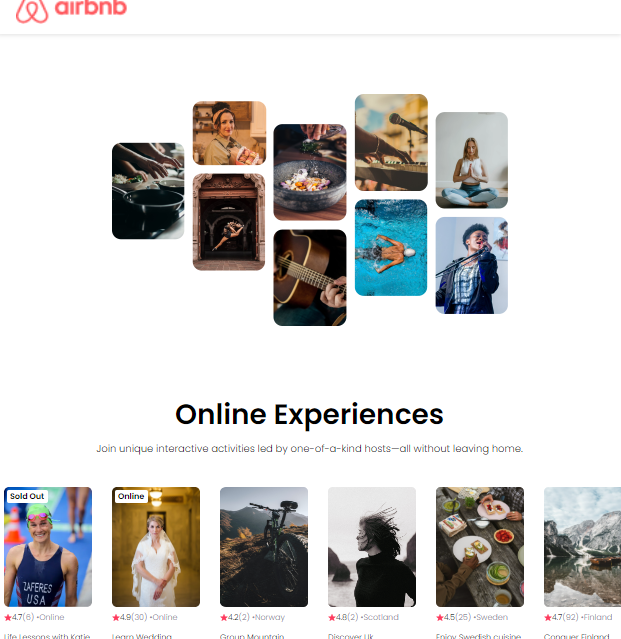 airbnb
Online Experiences
Join unique interactive activities led by one-of-a-kind hosts—all without leaving home.
Sold Out
Online
ZAFERES
USA
4.7(6) •Online
4.9(30) •Online
4.2(2) •Norway
4.8(2) •Scotland
4.5(25) •Sweden
4.7(92) •Finland
Life Lessons with Katie
Learn Wedding
Group Mountain
Discover Uk
Enjoy Swedish cuisine
Conquer Finland